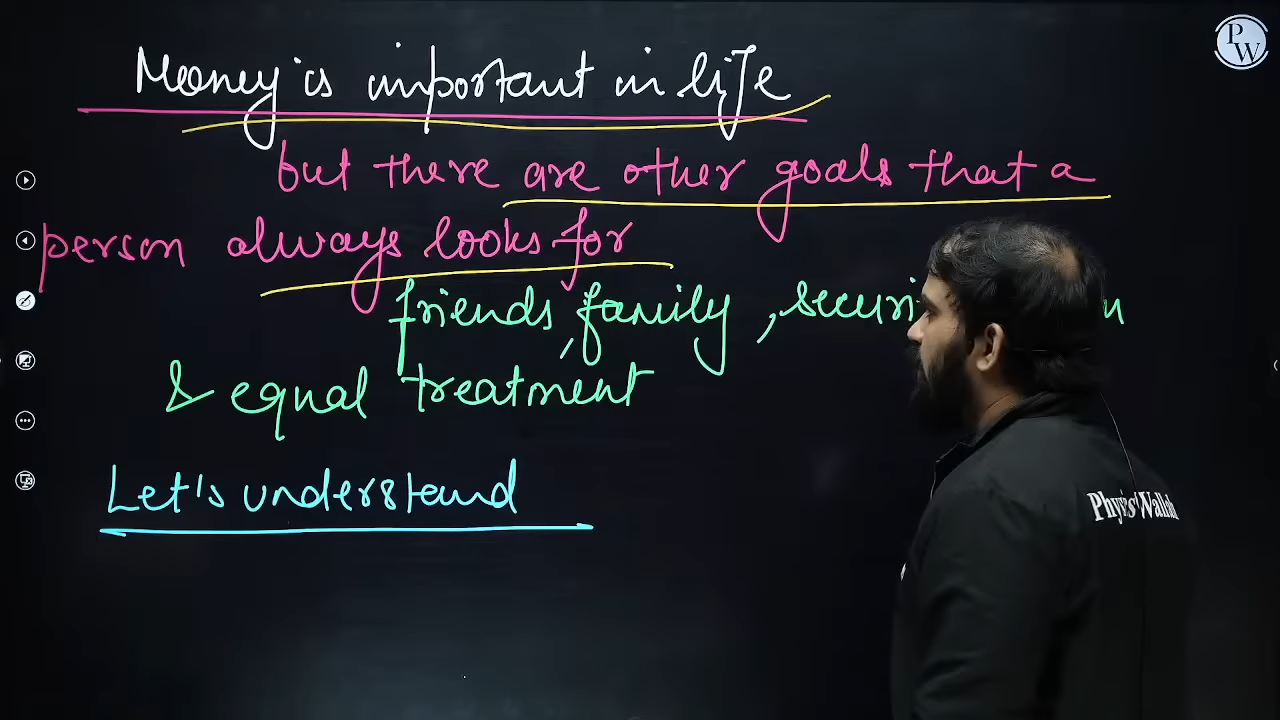 Money is important in life
but there are other goals that a
person always looks for
friends, family, securi
& equal treatment
Let's understand
PW
Physics Wallah